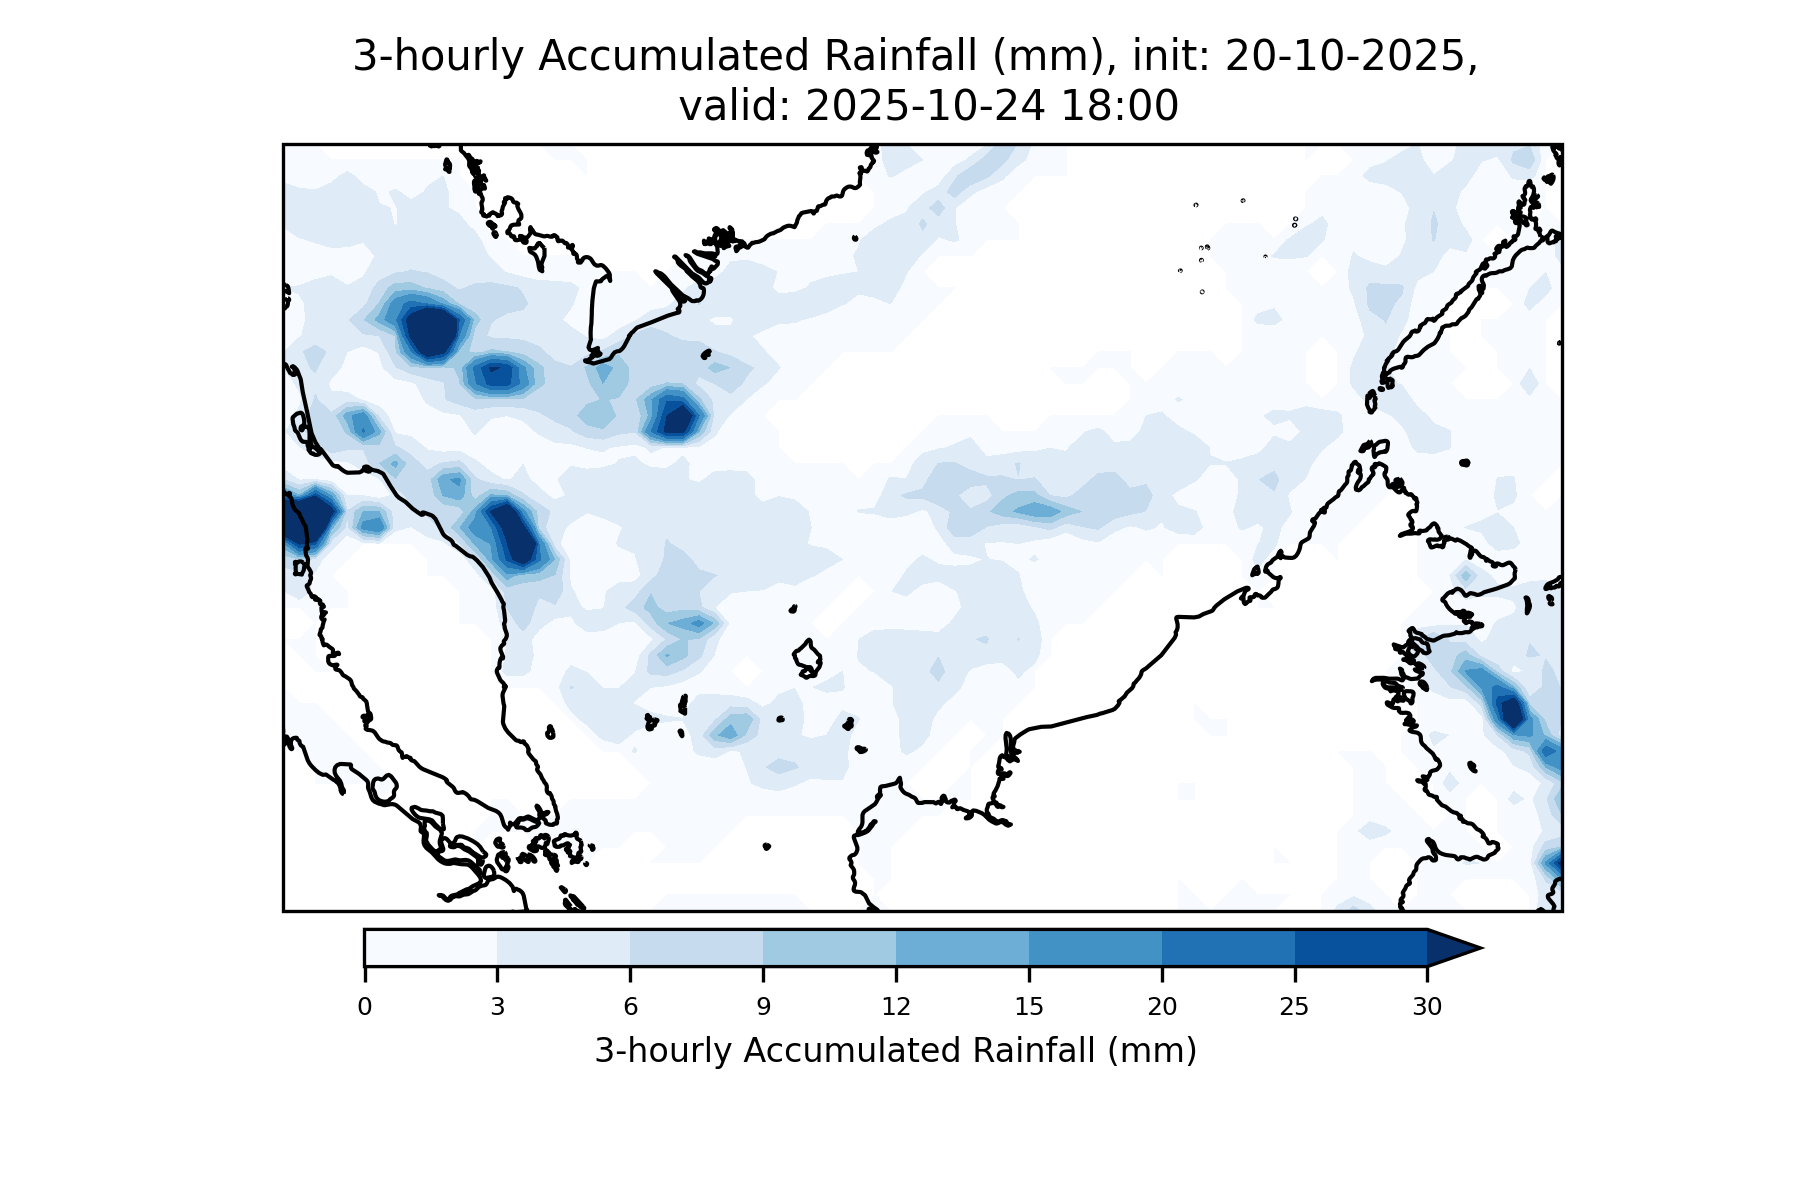 3-hourly Accumulated Rainfall (mm), init: 20-10-2025,
valid: 2025-10-24 18:00
0 3 6 9 12 15 20 25 30
3-hourly Accumulated Rainfall (mm)